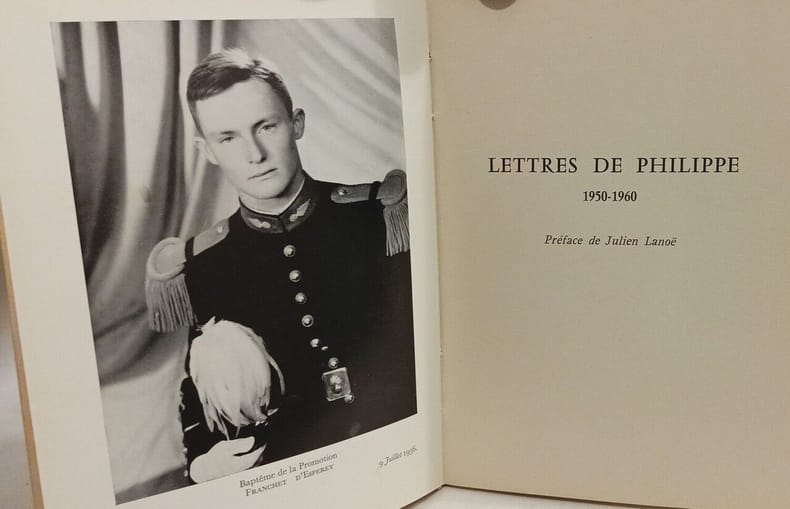 Baptême de la Promotion
FRANCHET D'ESPEREY
9 Juillet 1956.
LETTRES DE PHILIPPE
1950-1960
Préface de Julien Lanoë